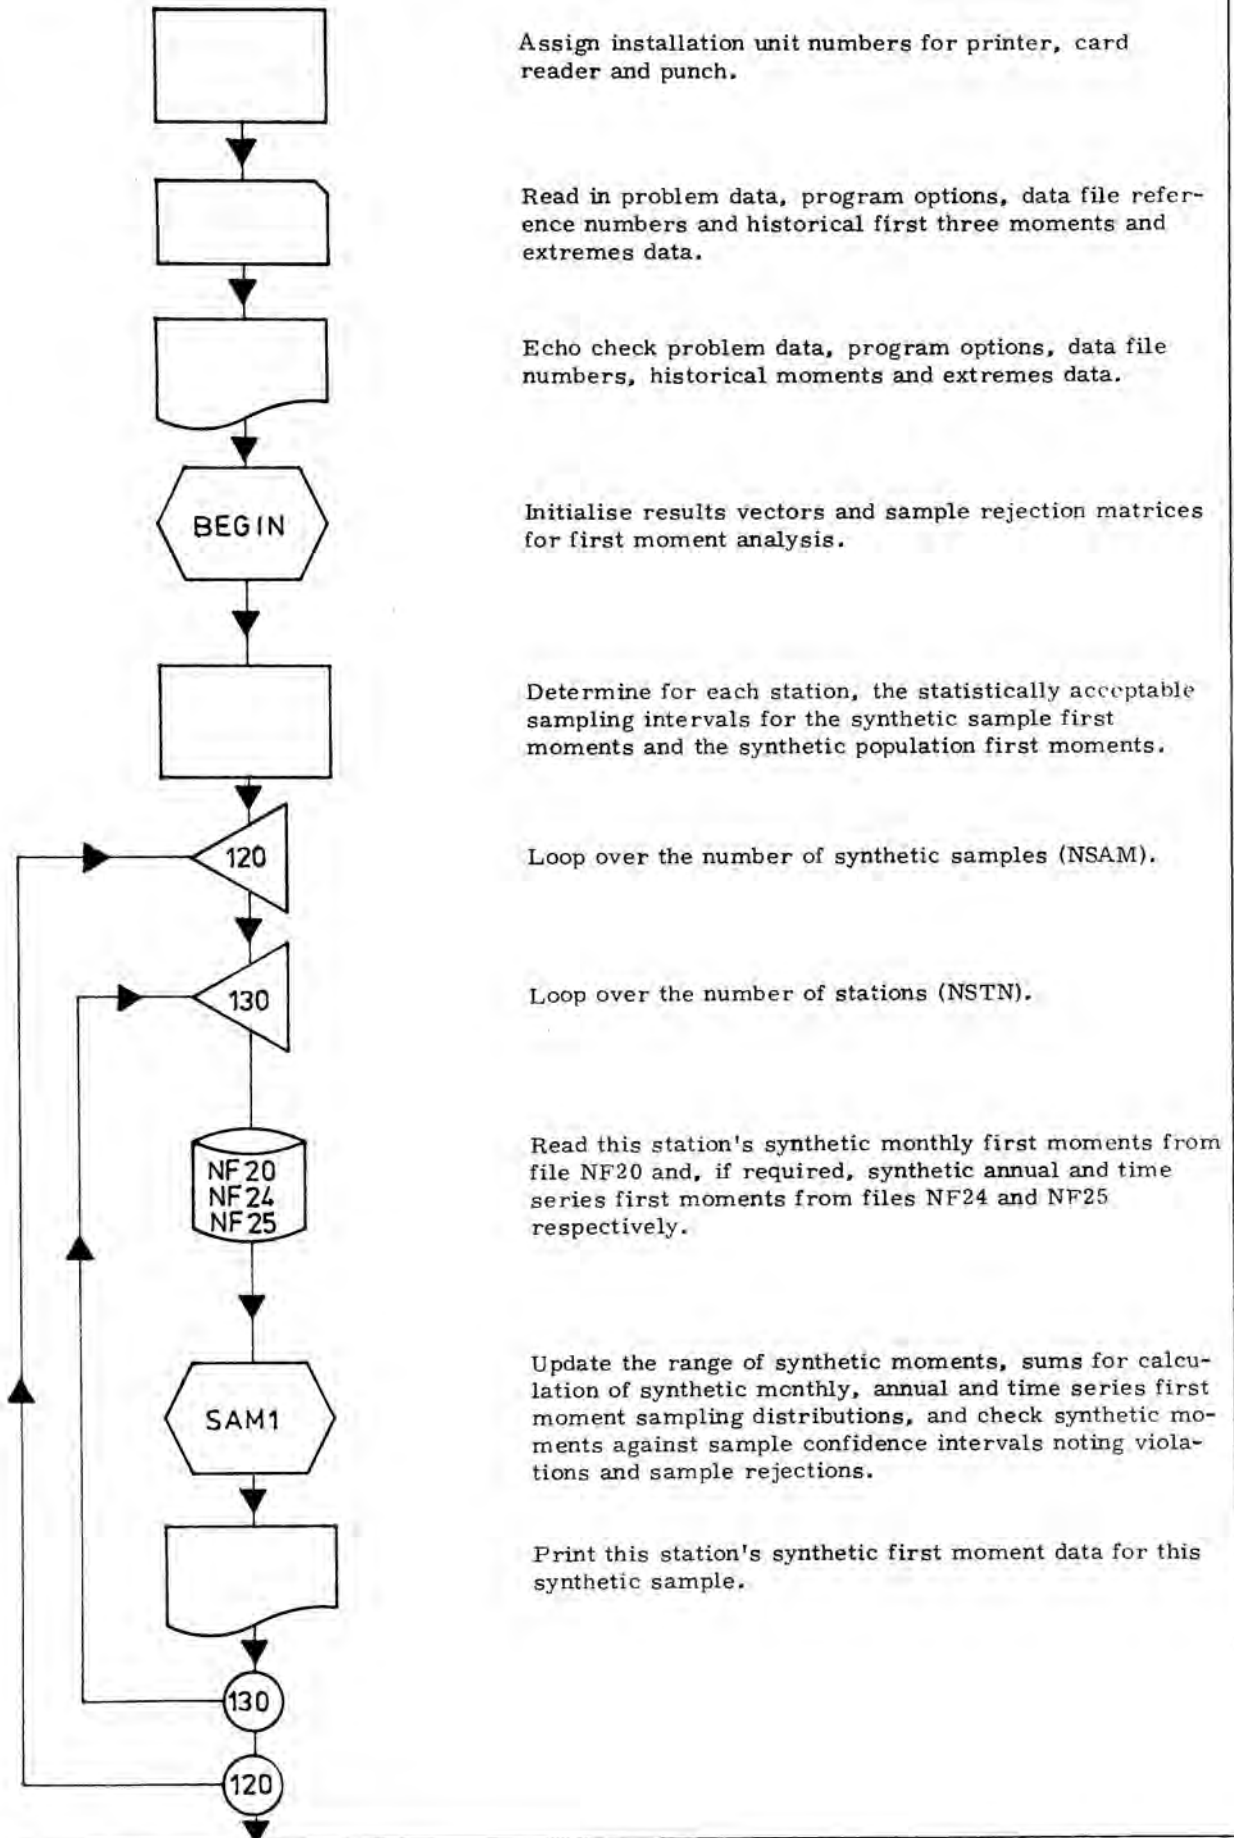 Assign installation unit numbers for printer, card
reader and punch.
Read in problem data, program options, data file refer-
ence numbers and historical first three moments and
extremes data.
Echo check problem data, program options, data file
numbers, historical moments and extremes data.
BEGIN
Initialise results vectors and sample rejection matrices
for first moment analysis.
Determine for each station, the statistically acceptable
sampling intervals for the synthetic sample first
moments and the synthetic population first moments.
120
Loop over the number of synthetic samples (NSAM).
130
Loop over the number of stations (NSTN).
NF20
NF24
NF25
Read this station's synthetic monthly first moments from
file NF20 and, if required, synthetic annual and time
series first moments from files NF24 and NF25
respectively.
SAM1
Update the range of synthetic moments, sums for calcu-
lation of synthetic monthly, annual and time series first
moment sampling distributions, and check synthetic mo-
ments against sample confidence intervals noting viola-
tions and sample rejections.
Print this station's synthetic first moment data for this
synthetic sample.
130
120